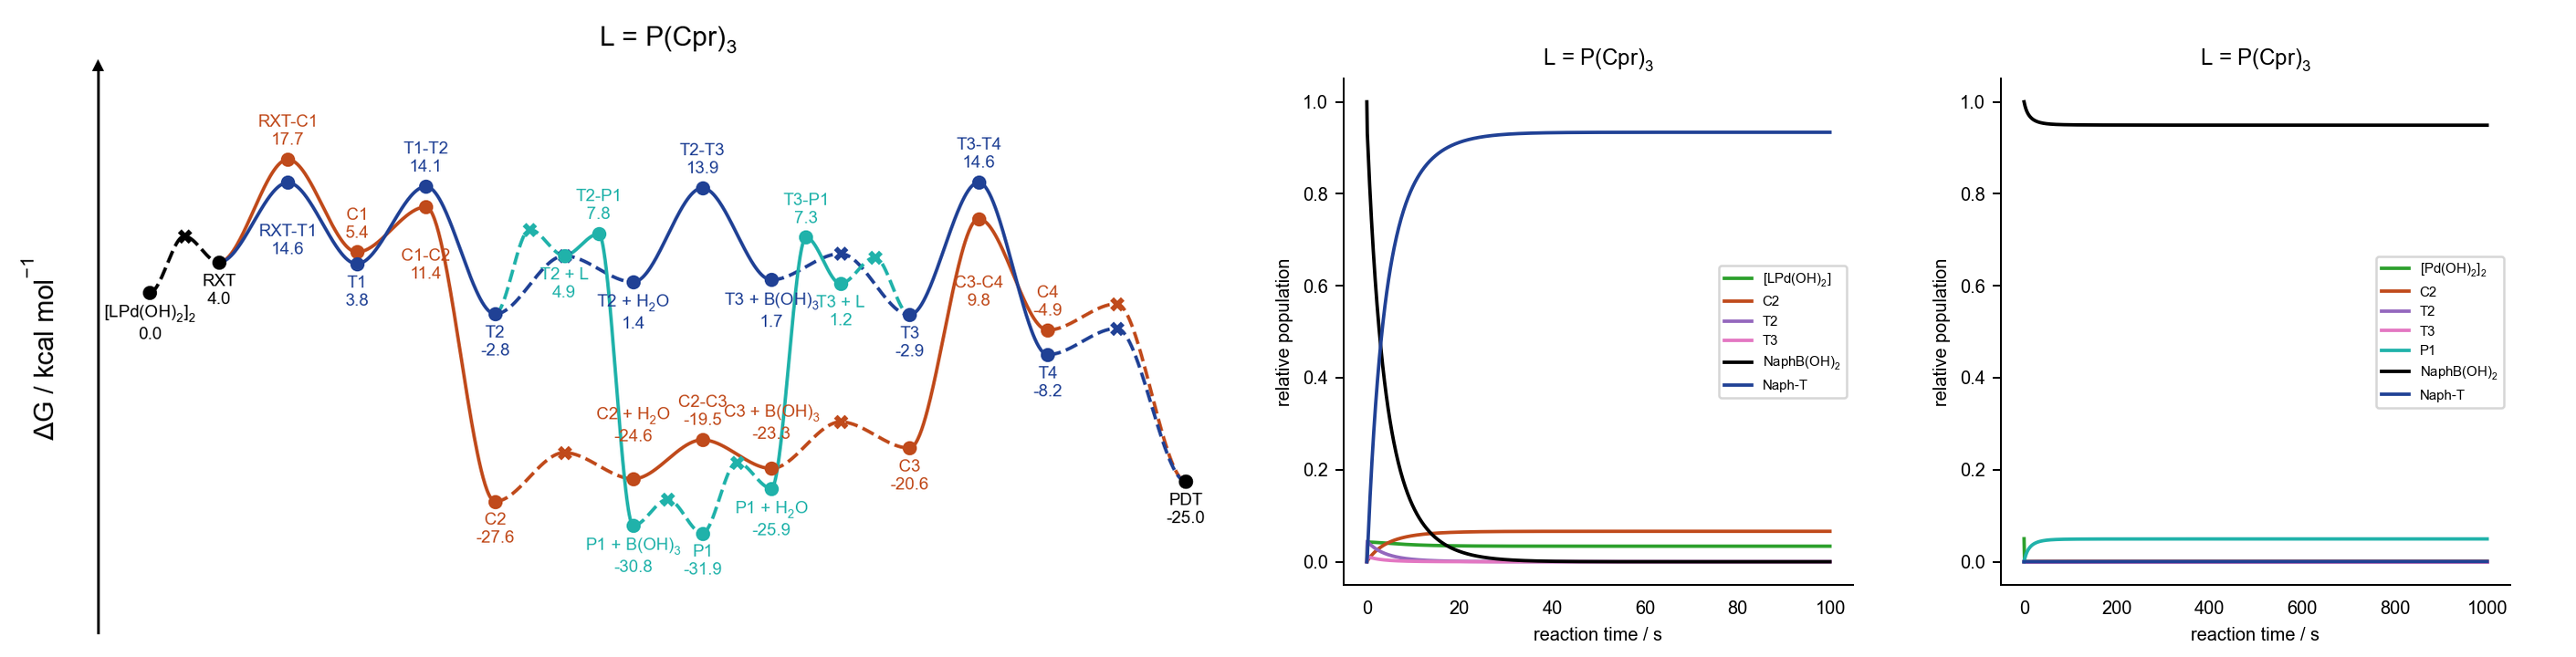 L = P(Cpr)3
ΔG / kcal mol−1
[LPd(OH)2]2
0.0
RXT
4.0
RXT-C1
17.7
RXT-T1
14.6
C1
5.4
T1
3.8
T1-T2
14.1
C1-C2
11.4
T2
-2.8
C2
-27.6
T2-P1
7.8
T2 + L
4.9
T2 + H2O
1.4
C2 + H2O
-24.6
P1 + B(OH)3
-30.8
T2-T3
13.9
C2-C3
-19.5
P1
-31.9
T3 + B(OH)3
1.7
C3 + B(OH)3
-23.3
P1 + H2O
-25.9
T3-P1
7.3
T3 + L
1.2
T3
-2.9
C3
-20.6
T3-T4
14.6
C3-C4
9.8
C4
-4.9
T4
-8.2
PDT
-25.0
L = P(Cpr)3
relative population
1.0
0.8
0.6
0.4
0.2
0.0
0 20 40 60 80 100
reaction time / s
[LPd(OH)2]
C2
T2
T3
NaphB(OH)2
Naph-T
L = P(Cpr)3
relative population
1.0
0.8
0.6
0.4
0.2
0.0
0 200 400 600 800 1000
reaction time / s
[Pd(OH)2]2
C2
T2
T3
P1
NaphB(OH)2
Naph-T